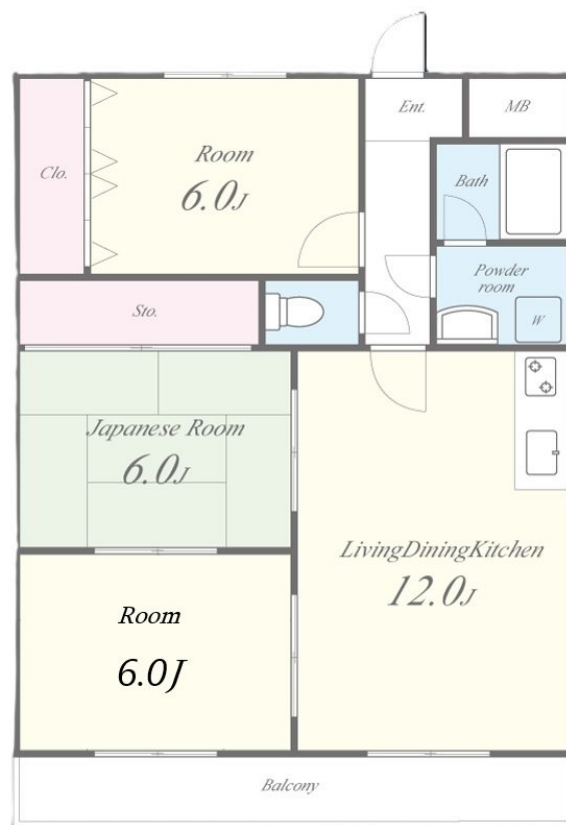 Ent.
MB
Room
6.0J
Clo.
Bath
Powder
room
W
Sto.
Japanese Room
6.0J
LivingDiningKitchen
12.0J
Room
6.0J
Balcony